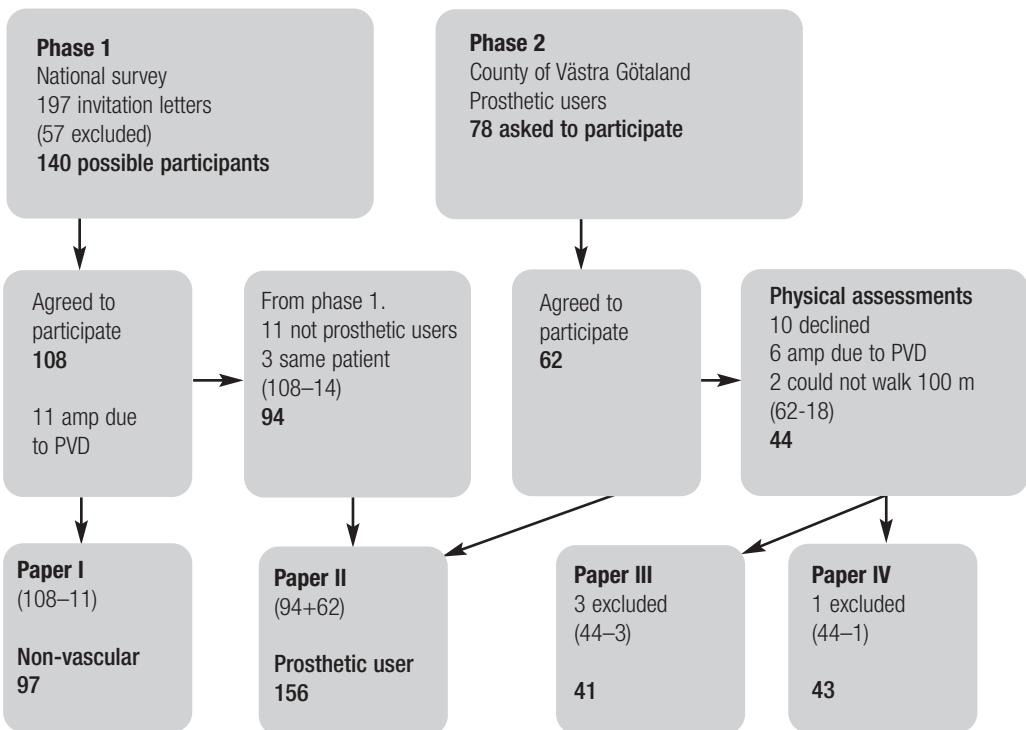 Phase 1
National survey
197 invitation letters
(57 excluded)
140 possible participants
Phase 2
County of Västra Götaland
Prosthetic users
78 asked to participate
Agreed to
participate
108
11 amp due
to PVD
From phase 1.
11 not prosthetic users
3 same patient
(108–14)
94
Agreed to
participate
62
Physical assessments
10 declined
6 amp due to PVD
2 could not walk 100 m
(62-18)
44
Paper I
(108–11)
Non-vascular
97
Paper II
(94+62)
Prosthetic user
156
Paper III
3 excluded
(44–3)
41
Paper IV
1 excluded
(44–1)
43